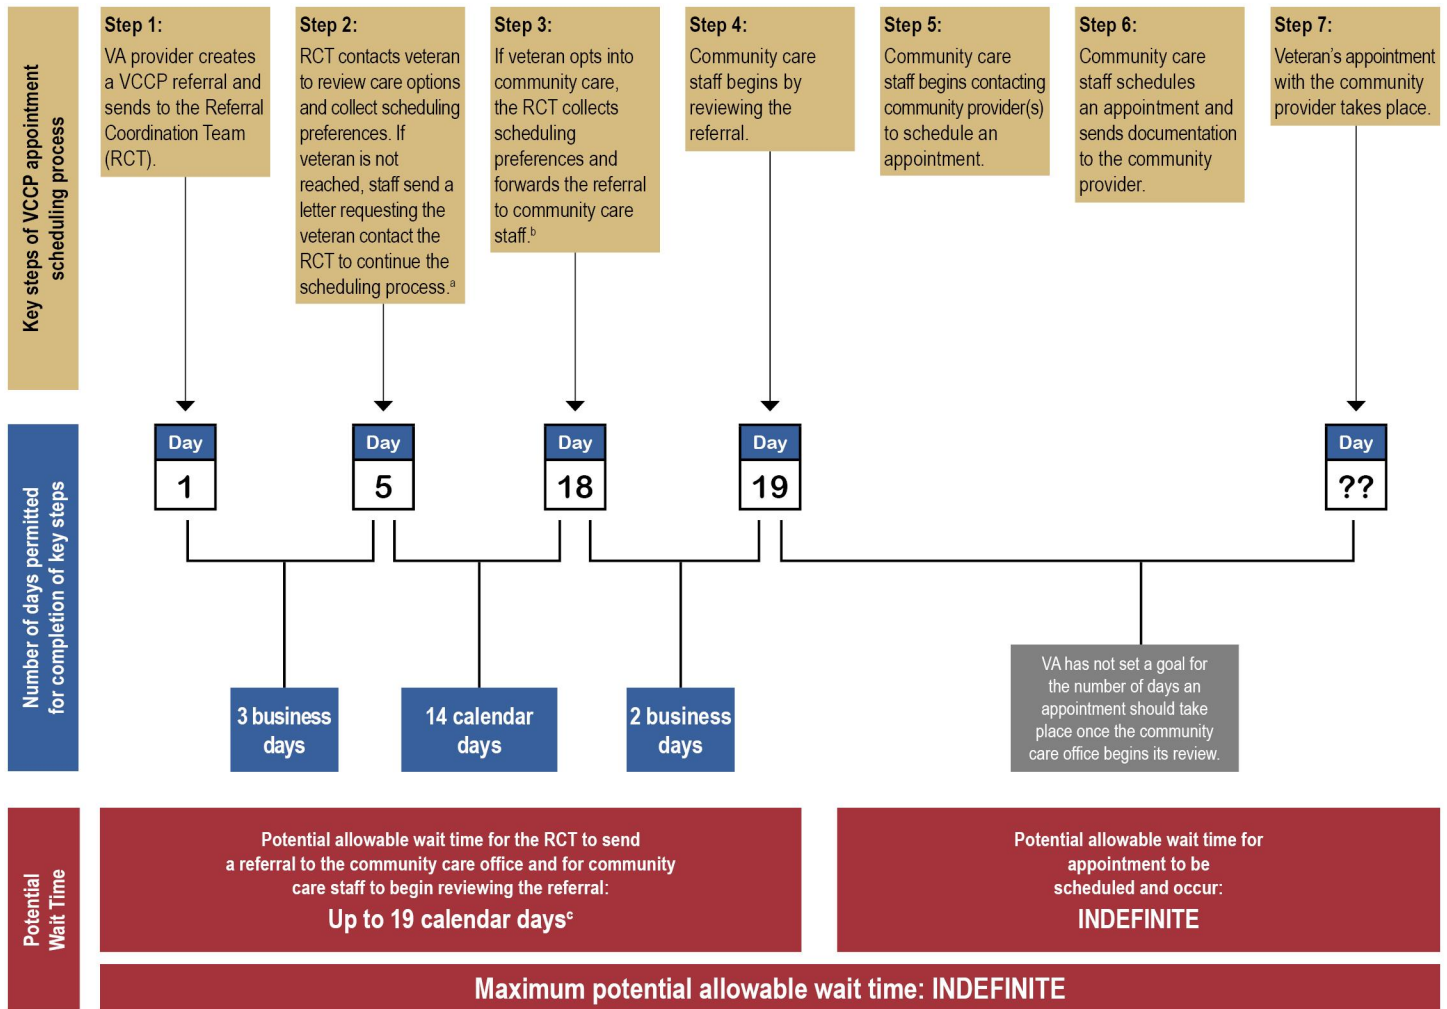 Key steps of VCCP appointment
scheduling process
Step 1:
VA provider creates
a VCCP referral and
sends to the Referral
Coordination Team
(RCT).
Step 2:
RCT contacts veteran
to review care options
and collect scheduling
preferences. If
veteran is not
reached, staff send a
letter requesting the
veteran contact the
RCT to continue the
scheduling process.a
Step 3:
If veteran opts into
community care,
the RCT collects
scheduling
preferences and
forwards the referral
to community care
staff.b
Step 4:
Community care
staff begins by
reviewing the
referral.
Step 5:
Community care
staff begins contacting
community provider(s)
to schedule an
appointment.
Step 6:
Community care
staff schedules
an appointment and
sends documentation
to the community
provider.
Step 7:
Veteran's appointment
with the community
provider takes place.
Number of days permitted
for completion of key steps
Day
1
Day
5
Day
18
Day
19
Day
??
3 business
days
14 calendar
days
2 business
days
VA has not set a goal for
the number of days an
appointment should take
place once the community
care office begins its review.
Potential
Wait Time
Potential allowable wait time for the RCT to send
a referral to the community care office and for community
care staff to begin reviewing the referral:
Up to 19 calendar daysc
Potential allowable wait time for
appointment to be
scheduled and occur:
INDEFINITE
Maximum potential allowable wait time: INDEFINITE